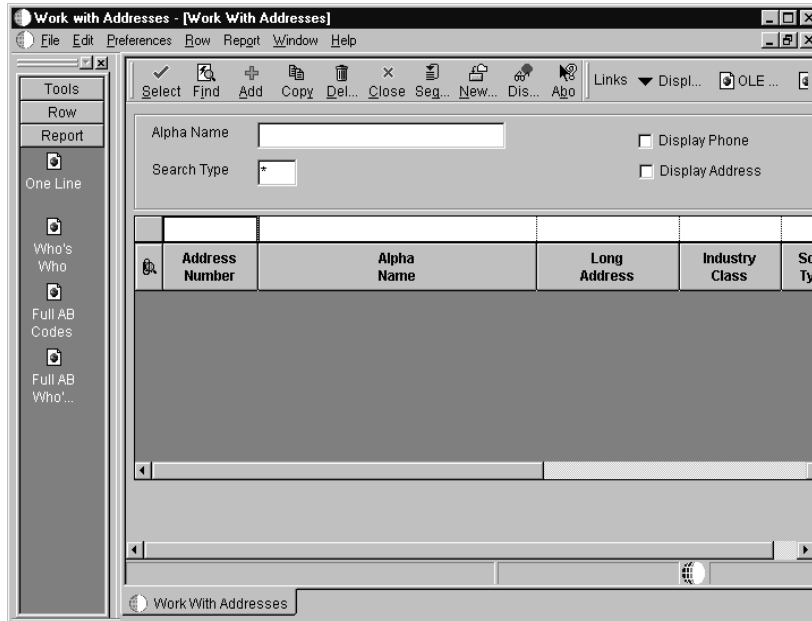 Work with Addresses - [Work With Addresses]
File Edit Preferences Row Report Window Help
Tools
Row
Report
One Line
Who's
Who
Full AB
Codes
Full AB
Who'...
Select Find Add Copy Del... Close Seq... New... Dis... Abo
Links Displ... OLE ...
Alpha Name
Display Phone
Search Type *
Display Address
Address
Number
Alpha
Name
Long
Address
Industry
Class
Work With Addresses